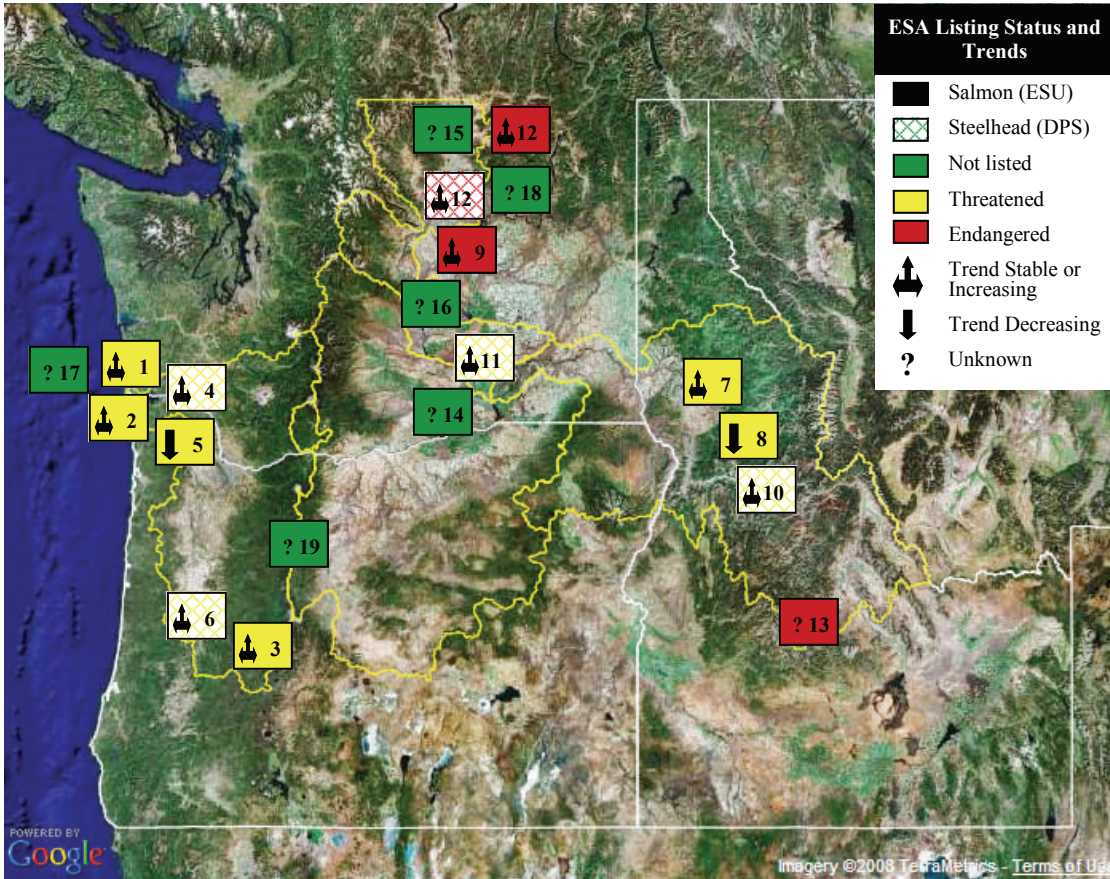 ESA Listing Status and
Trends
Salmon (ESU)
Steelhead (DPS)
Not listed
Threatened
Endangered
Trend Stable or
Increasing
Trend Decreasing
? Unknown
? 15
12
12
? 18
9
? 16
? 17
1
11
4
7
2
? 14
5
8
10
? 19
6
3
? 13
POWERED BY
Google
Imagery ©2008 TerraMetrics - Terms of Us